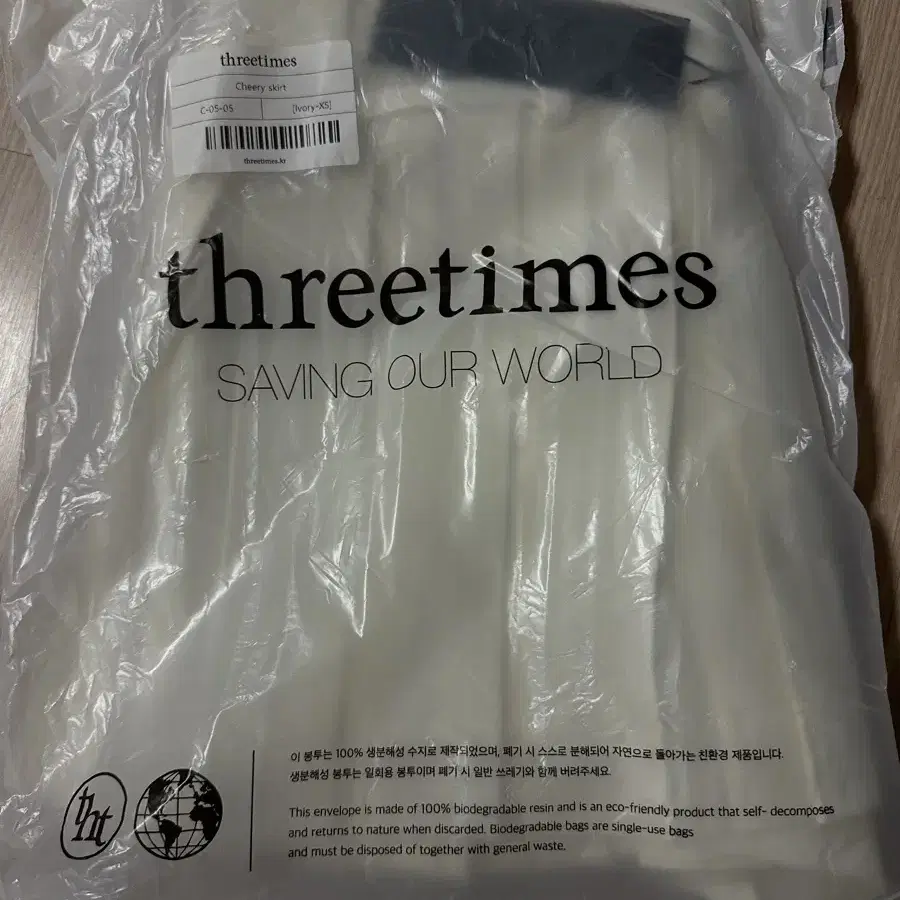 threetimes
Cheery skirt
C-05-05 [Ivory-XS]
threetimes.kr
threetimes
SAVING OUR WORLD
이 봉투는 100% 생분해성 수지로 제작되었으며, 폐기 시 스스로 분해되어 자연으로 돌아가는 친환경 제품입니다.
생분해성 봉투는 일회용 봉투이며 폐기 시 일반 쓰레기와 함께 버려주세요.
tht
This envelope is made of 100% biodegradable resin and is an eco-friendly product that self- decomposes
and returns to nature when discarded. Biodegradable bags are single-use bags
and must be disposed of together with general waste.